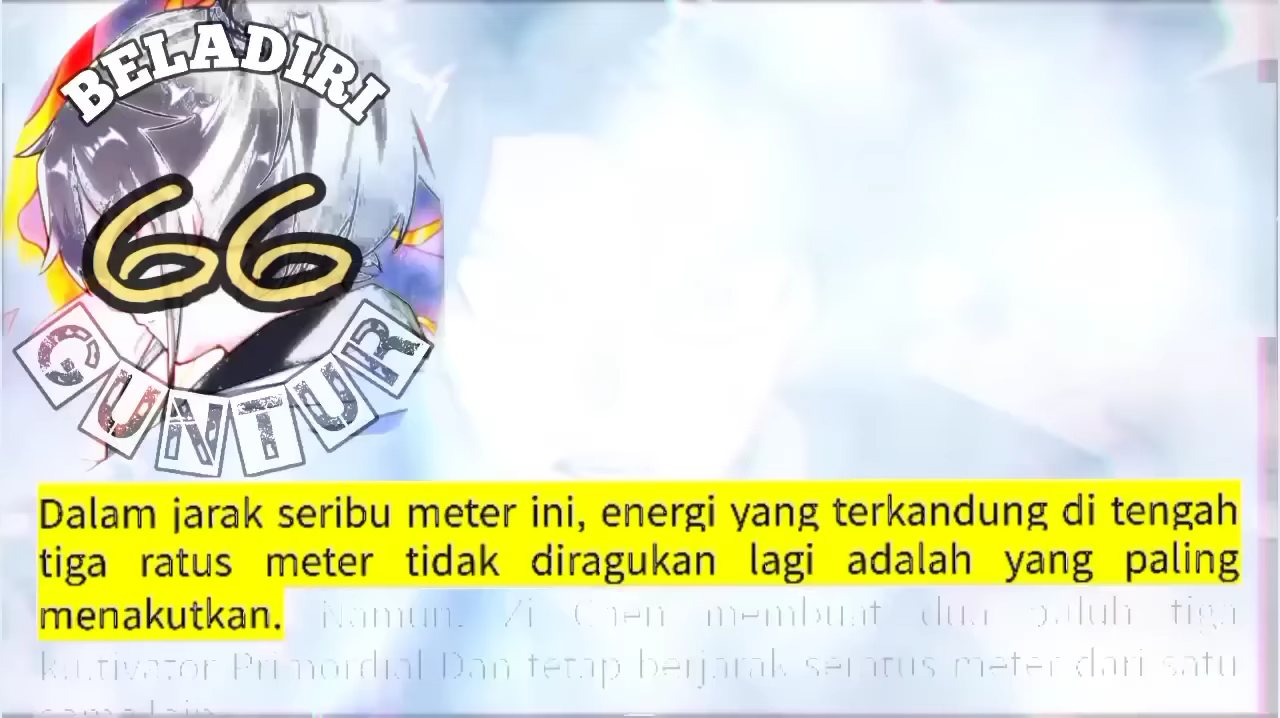 BELADIRI
66
GUNTUR
Dalam jarak seribu meter ini, energi yang terkandung di tengah
tiga ratus meter tidak diragukan lagi adalah yang paling
menakutkan. Namun, Zi Chen membuat dua puluh tiga
kultivator Primordial Dan tetap berjarak seratus meter dari satu
sama lain.